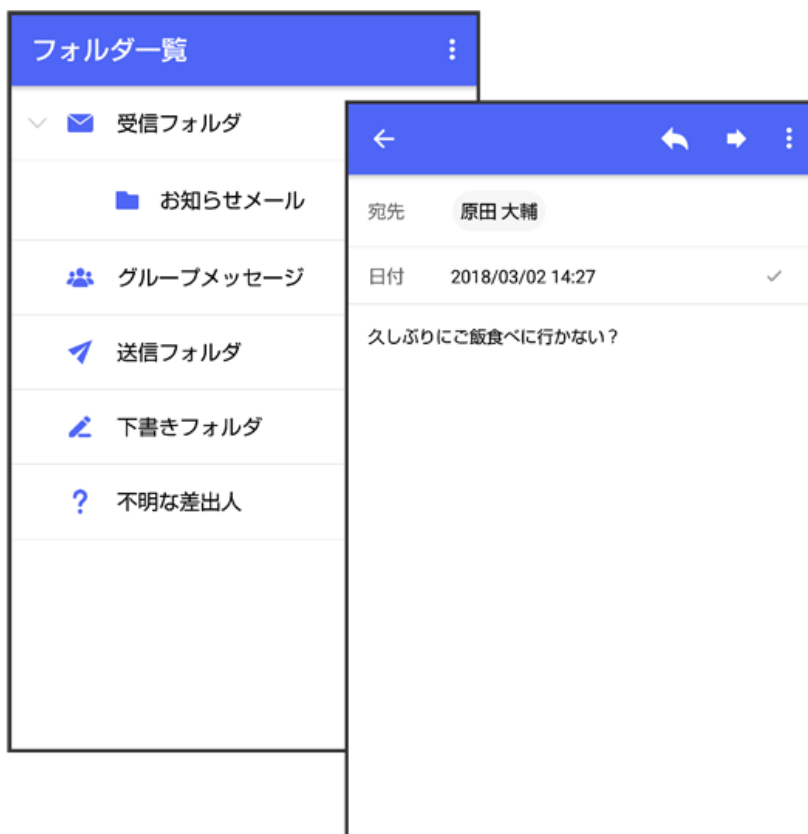 フォルダ一覧
受信フォルダ
お知らせメール
グループメッセージ
送信フォルダ
下書きフォルダ
不明な差出人
宛先 原田 大輔
日付 2018/03/02 14:27
久しぶりにご飯食べに行かない？